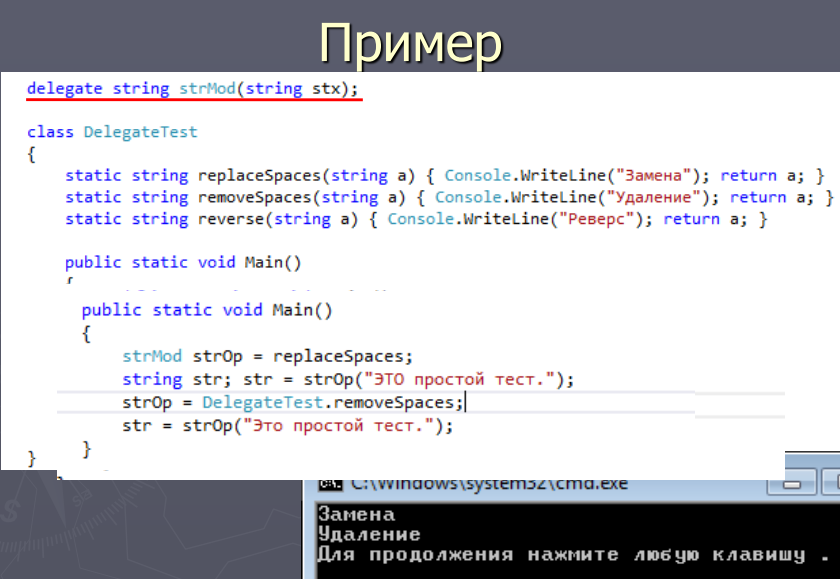 Пример
delegate string strMod(string stx);
class DelegateTest
{
static string replaceSpaces(string a) { Console.WriteLine("Замена"); return a; }
static string removeSpaces(string a) { Console.WriteLine("Удаление"); return a; }
static string reverse(string a) { Console.WriteLine("Реверс"); return a; }
public static void Main()
{
public static void Main()
{
strMod strOp = replaceSpaces;
string str; str = strOp("ЭТО простой тест.");
strOp = DelegateTest.removeSpaces;
str = strOp("Это простой тест.");
}
}
C:\Windows\system32\cmd.exe
Замена
Удаление
Для продолжения нажмите любую клавишу .